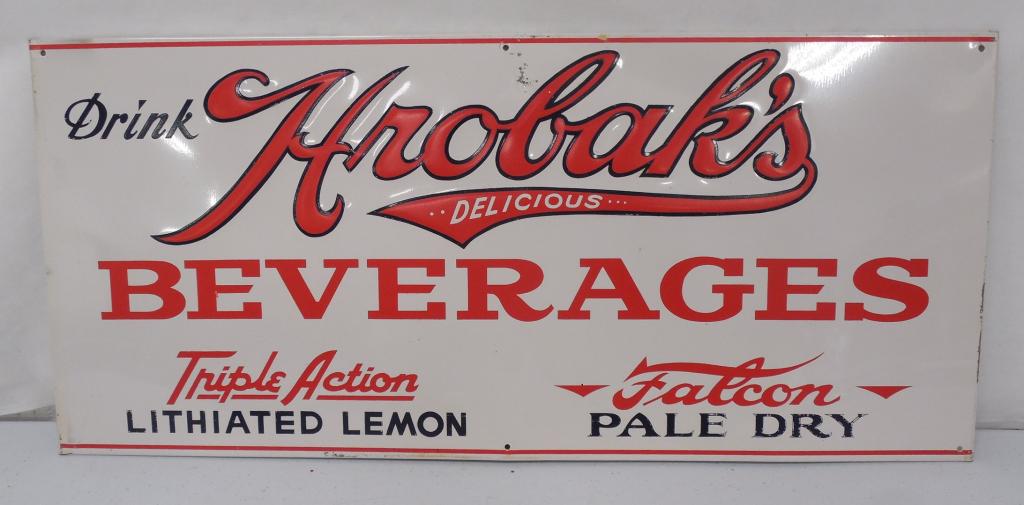 Drink Hrobak's
··DELICIOUS···
BEVERAGES
Triple Action
LITHIATED LEMON
Falcon
PALE DRY